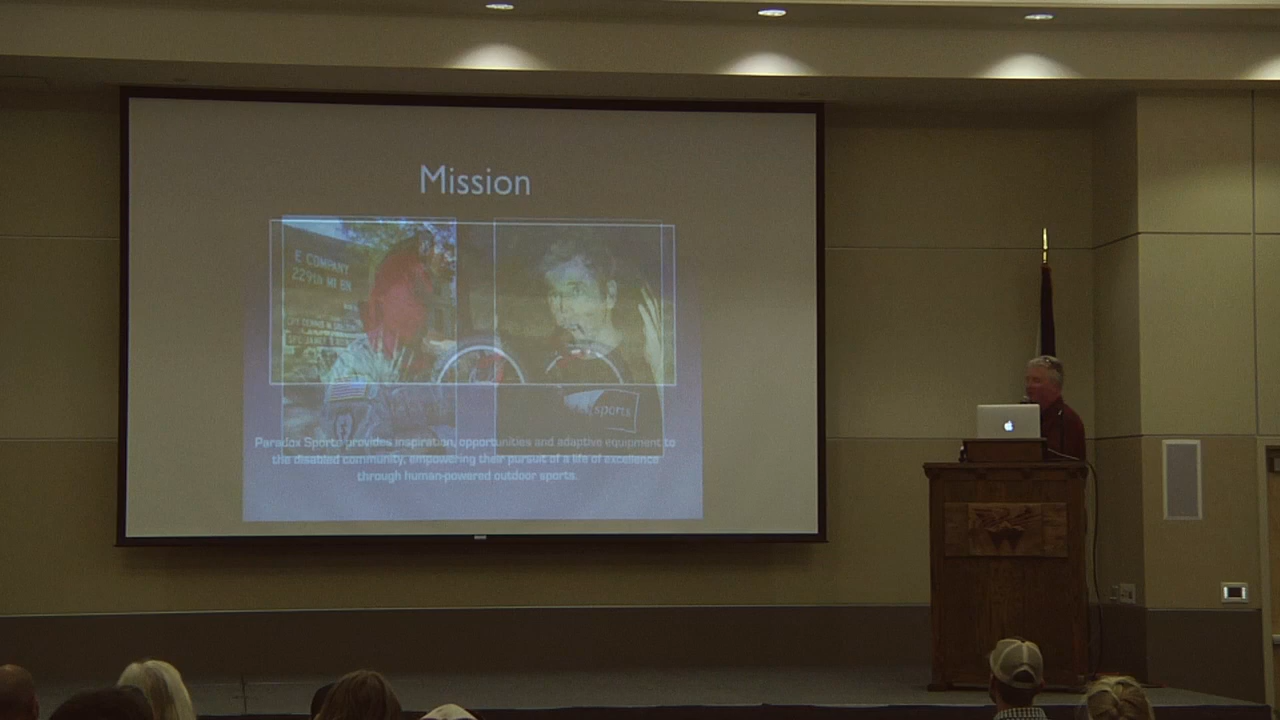 Mission
E COMPANY
229th MI BN
sports
Paradox Sports provides inspiration, opportunities and adaptive equipment to
the disabled community, empowering their pursuit of a life of excellence
through human-powered outdoor sports.